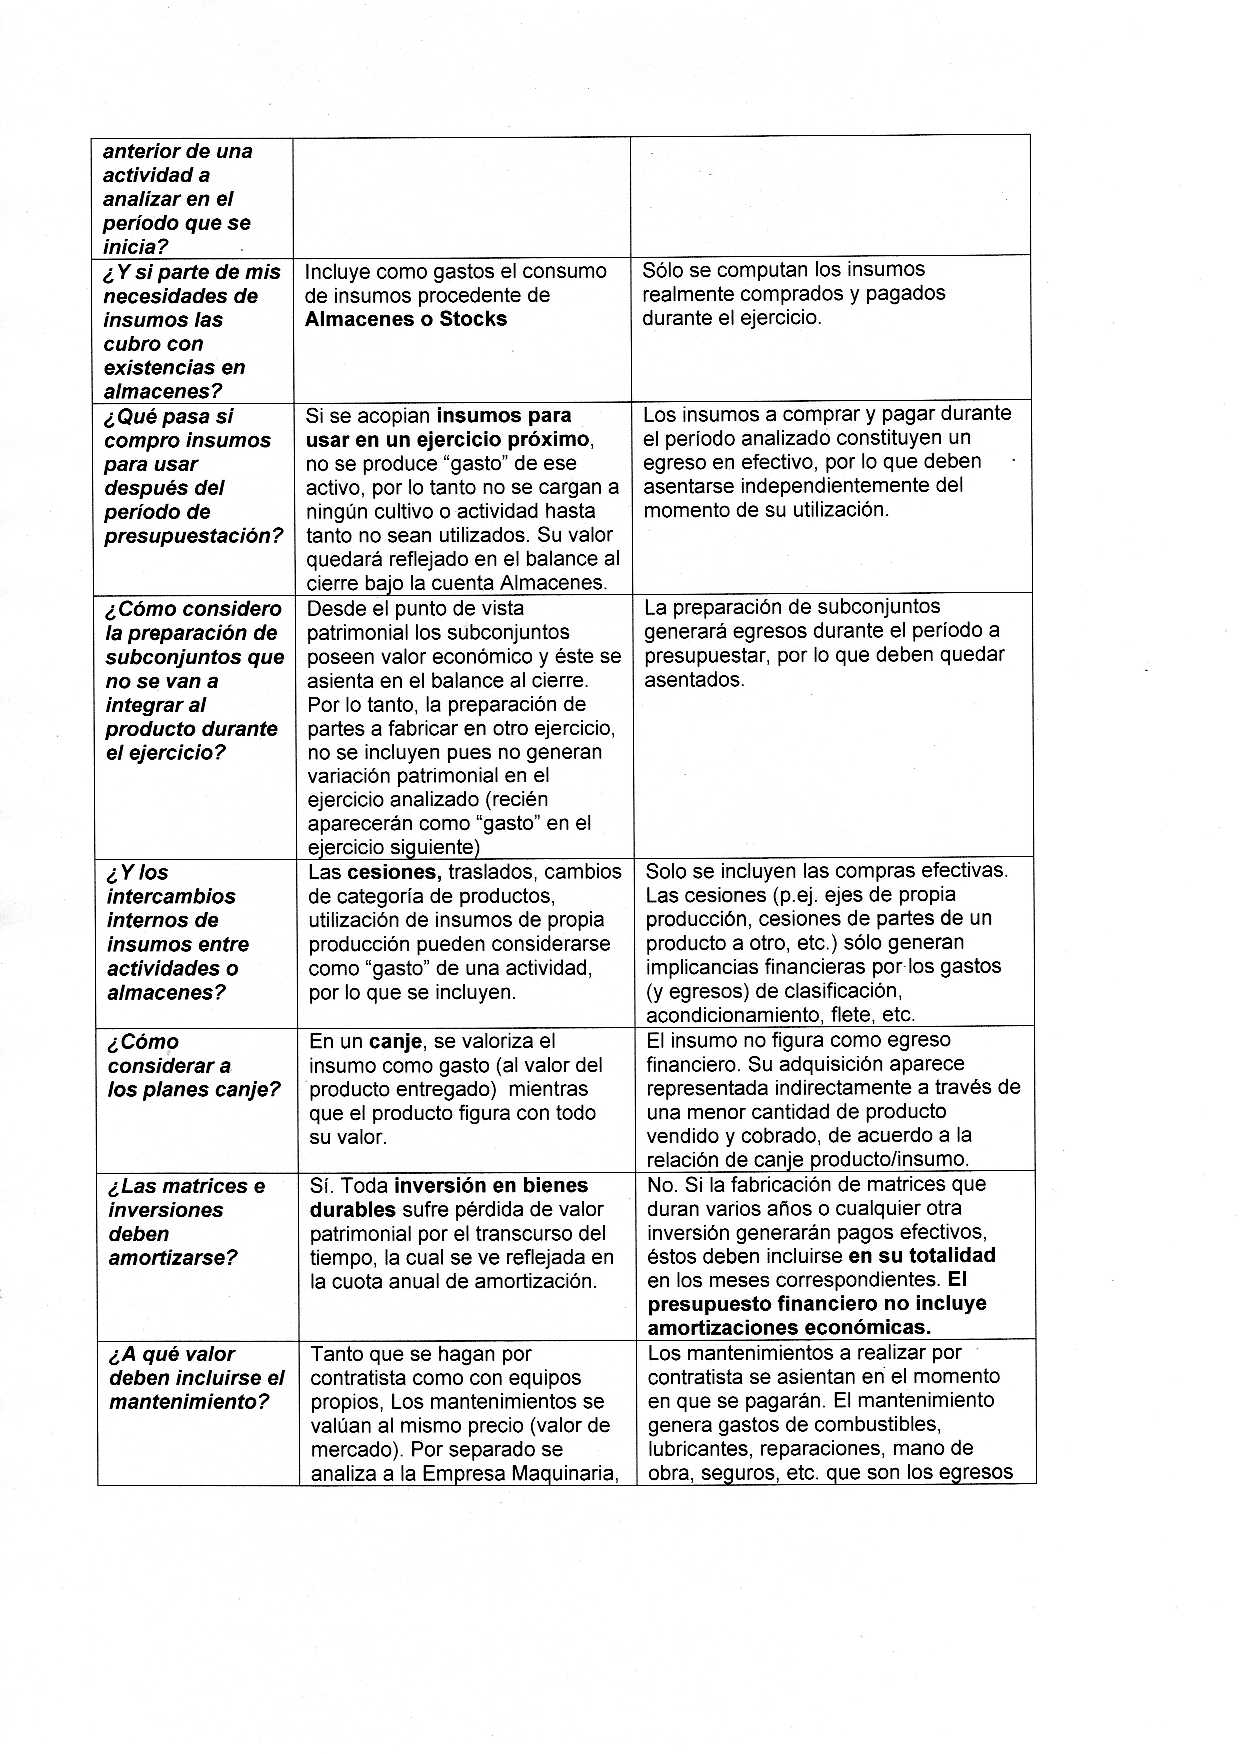 anterior de una
actividad a
analizar en el
período que se
inicia?
¿Y si parte de mis
necesidades de
insumos las
cubro con
existencias en
almacenes?
Incluye como gastos el consumo
de insumos procedente de
Almacenes o Stocks
Sólo se computan los insumos
realmente comprados y pagados
durante el ejercicio.
¿Qué pasa si
compro insumos
para usar
después del
período de
presupuestación?
Si se acopian insumos para
usar en un ejercicio próximo,
no se produce “gasto” de ese
activo, por lo tanto no se cargan a
ningún cultivo o actividad hasta
tanto no sean utilizados. Su valor
quedará reflejado en el balance al
cierre bajo la cuenta Almacenes.
Los insumos a comprar y pagar durante
el período analizado constituyen un
egreso en efectivo, por lo que deben
asentarse independientemente del
momento de su utilización.
¿Cómo considero
la preparación de
subconjuntos que
no se van a
integrar al
producto durante
el ejercicio?
Desde el punto de vista
patrimonial los subconjuntos
poseen valor económico y éste se
asienta en el balance al cierre.
Por lo tanto, la preparación de
partes a fabricar en otro ejercicio,
no se incluyen pues no generan
variación patrimonial en el
ejercicio analizado (recién
aparecerán como “gasto” en el
ejercicio siguiente)
La preparación de subconjuntos
generará egresos durante el período a
presupuestar, por lo que deben quedar
asentados.
¿Y los
intercambios
internos de
insumos entre
actividades o
almacenes?
Las cesiones, traslados, cambios
de categoría de productos,
utilización de insumos de propia
producción pueden considerarse
como “gasto” de una actividad,
por lo que se incluyen.
Solo se incluyen las compras efectivas.
Las cesiones (p.ej. ejes de propia
producción, cesiones de partes de un
producto a otro, etc.) sólo generan
implicancias financieras por los gastos
(y egresos) de clasificación,
acondicionamiento, flete, etc.
¿Cómo
considerar a
los planes canje?
En un canje, se valoriza el
insumo como gasto (al valor del
producto entregado) mientras
que el producto figura con todo
su valor.
El insumo no figura como egreso
financiero. Su adquisición aparece
representada indirectamente a través de
una menor cantidad de producto
vendido y cobrado, de acuerdo a la
relación de canje producto/insumo.
¿Las matrices e
inversiones
deben
amortizarse?
Sí. Toda inversión en bienes
durables sufre pérdida de valor
patrimonial por el transcurso del
tiempo, la cual se ve reflejada en
la cuota anual de amortización.
No. Si la fabricación de matrices que
duran varios años o cualquier otra
inversión generarán pagos efectivos,
éstos deben incluirse en su totalidad
en los meses correspondientes. El
presupuesto financiero no incluye
amortizaciones económicas.
¿A qué valor
deben incluirse el
mantenimiento?
Tanto que se hagan por
contratista como con equipos
propios, Los mantenimientos se
valúan al mismo precio (valor de
mercado). Por separado se
analiza a la Empresa Maquinaria,
Los mantenimientos a realizar por
contratista se asientan en el momento
en que se pagarán. El mantenimiento
genera gastos de combustibles,
lubricantes, reparaciones, mano de
obra, seguros, etc. que son los egresos